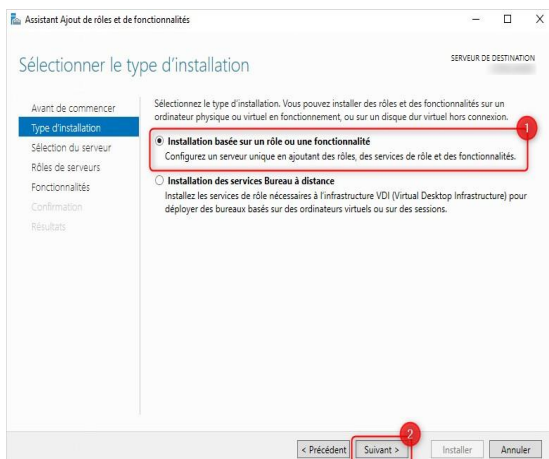 Assistant Ajout de rôles et de fonctionnalités
Sélectionner le type d'installation
SERVEUR DE DESTINATION
Avant de commencer
Type d'installation
Sélection du serveur
Rôles de serveurs
Fonctionnalités
Confirmation
Résultats
Sélectionnez le type d'installation. Vous pouvez installer des rôles et des fonctionnalités sur un
ordinateur physique ou virtuel en fonctionnement, ou sur un disque dur virtuel hors connexion.
1
Installation basée sur un rôle ou une fonctionnalité
Configurez un serveur unique en ajoutant des rôles, des services de rôle et des fonctionnalités.
Installation des services Bureau à distance
Installez les services de rôle nécessaires à l'infrastructure VDI (Virtual Desktop Infrastructure) pour
déployer des bureaux basés sur des ordinateurs virtuels ou sur des sessions.
2
< Précédent
Suivant >
Installer
Annuler